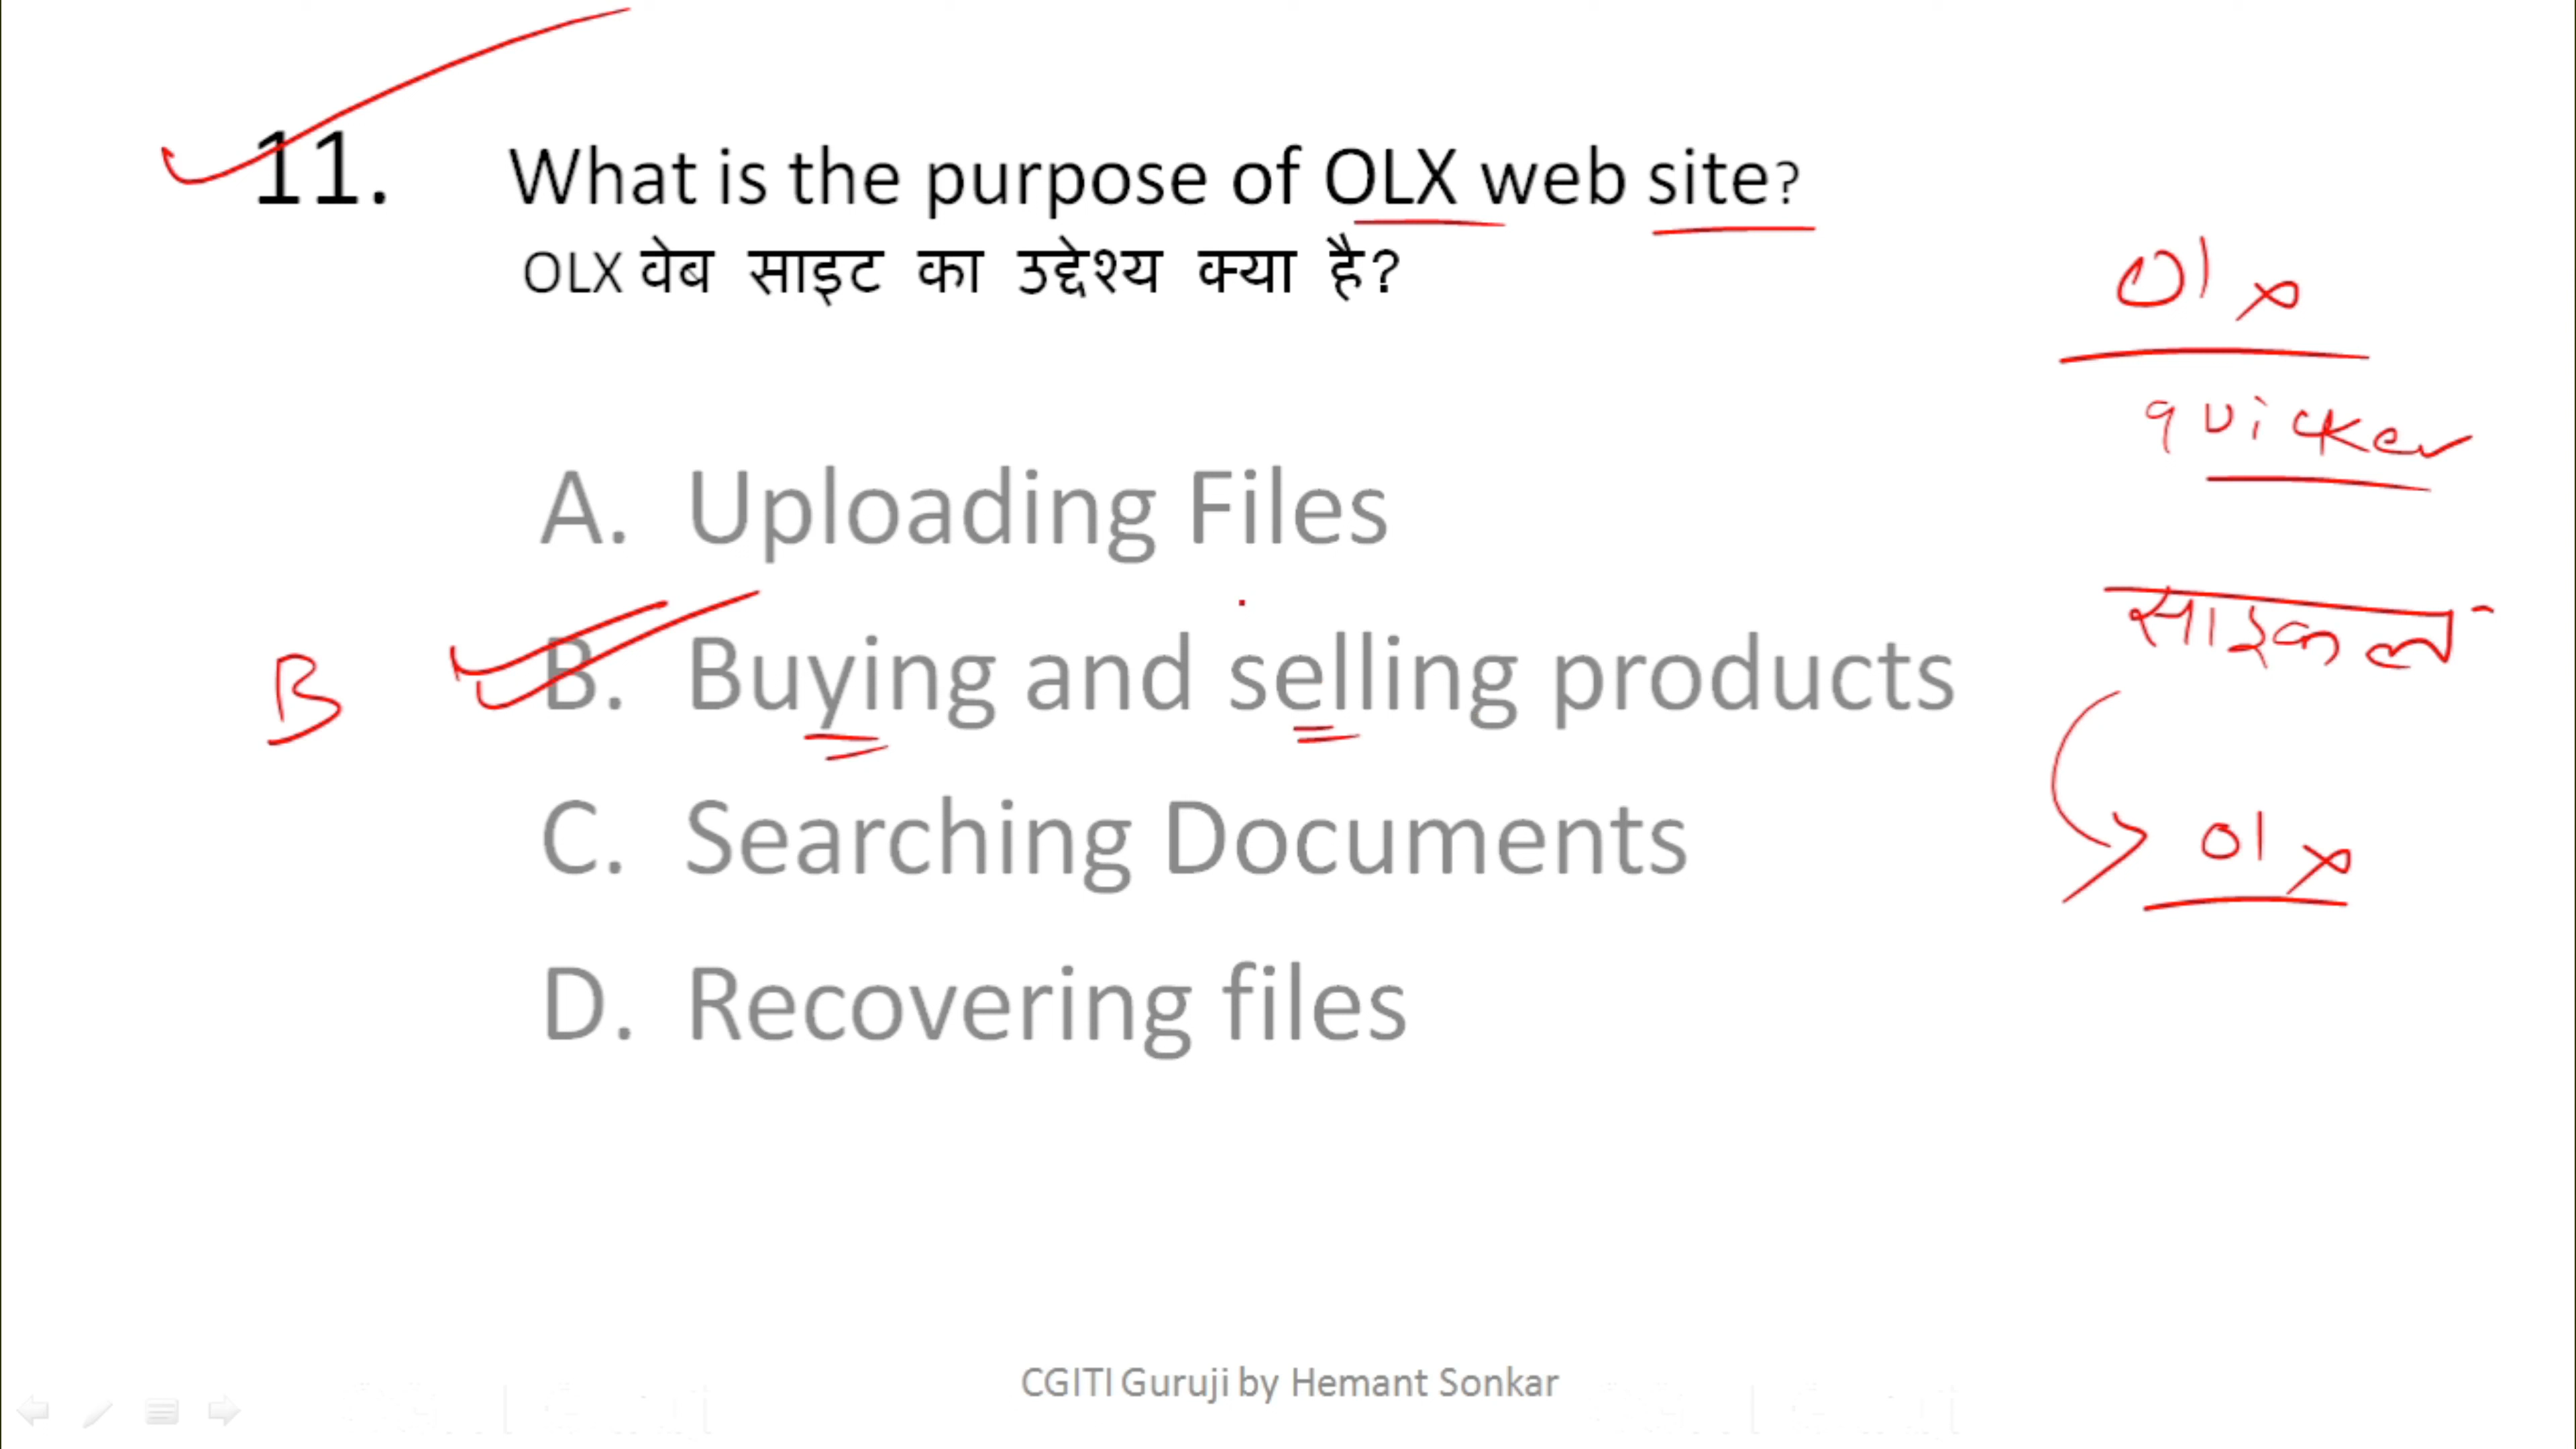 11. What is the purpose of OLX web site?
OLX वेब साइट का उद्देश्य क्या है?
olx
quicker
A. Uploading Files
साइकल
B
B. Buying and selling products
C. Searching Documents
olx
D. Recovering files
CGITI Guruji by Hemant Sonkar